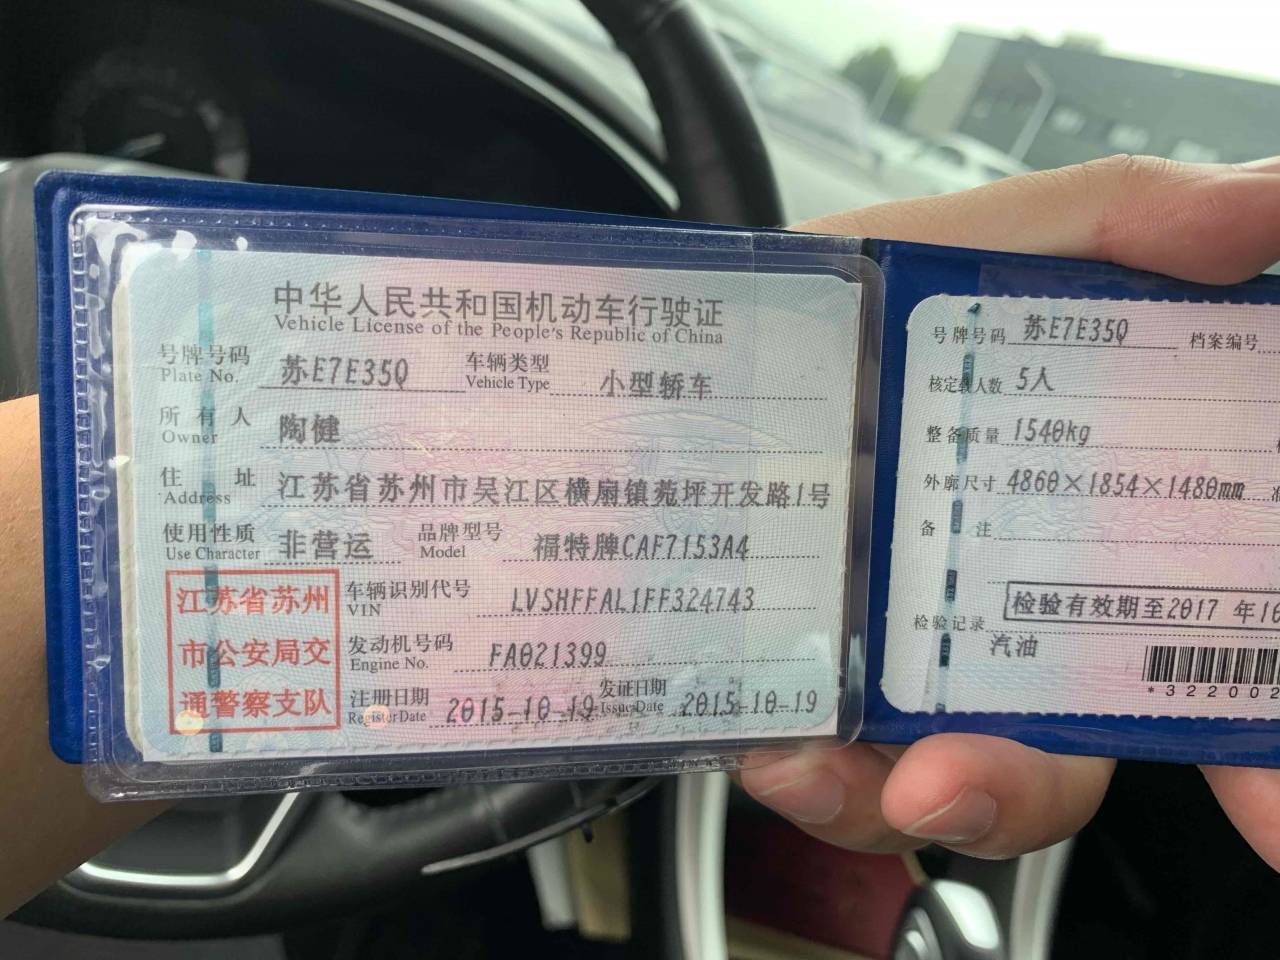 中华人民共和国机动车行驶证
Vehicle License of the People's Republic of China
号牌号码 苏E7E35Q 车辆类型 小型轿车
Plate No. Vehicle Type
所有人 陶健
Owner
住址 江苏省苏州市吴江区横扇镇菀坪开发路1号
Address
使用性质 非营运 品牌型号 福特牌CAF7153A4
Use Character Model
江苏省苏州
市公安局交
通警察支队
车辆识别代号 LVSHFFAL1FF324743
VIN
发动机号码 FA021399
Engine No.
注册日期 2015-10-19 发证日期 2015-10-19
Register Date Issue Date
号牌号码 苏E7E35Q 档案编号
核定载人数 5人
整备质量 1540kg
外廓尺寸 4860×1854×1480mm
备注
检验有效期至2017 年10
检验记录
汽油
*322002